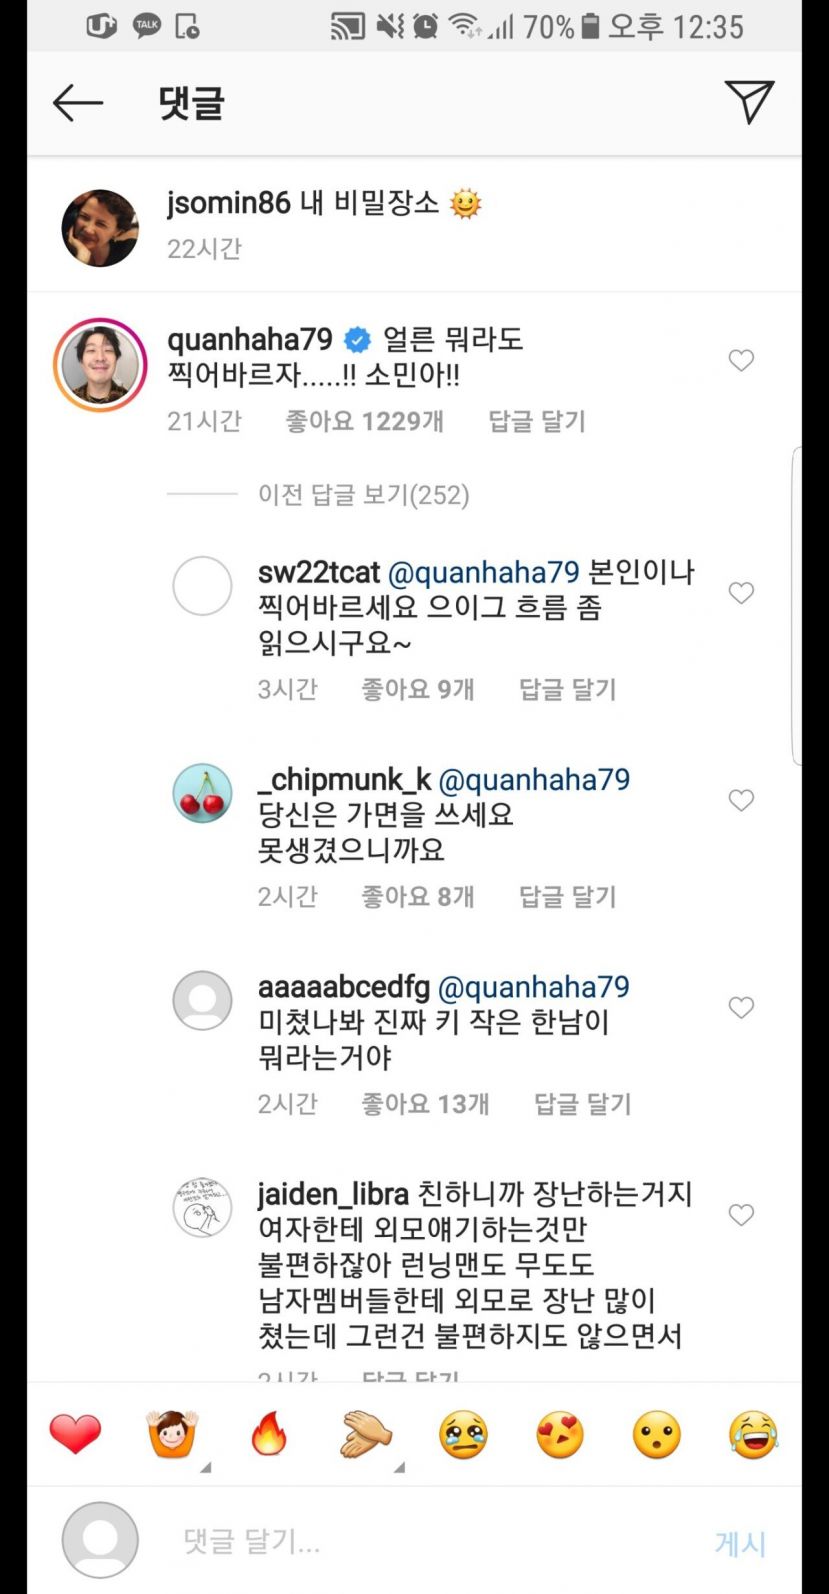 TALK
70% 오후 12:35
댓글
jsomin86 내 비밀장소
22시간
quanhaha79 얼른 뭐라도
찍어바르자.....!! 소민아!!
21시간 좋아요 1229개 답글 달기
이전 답글 보기(252)
sw22tcat @quanhaha79 본인이나
찍어바르세요 으이그 흐름 좀
읽으시구요~
3시간 좋아요 9개 답글 달기
_chipmunk_k @quanhaha79
당신은 가면을 쓰세요
못생겼으니까요
2시간 좋아요 8개 답글 달기
aaaaabcedfg @quanhaha79
미쳤나봐 진짜 키 작은 한남이
뭐라는거야
2시간 좋아요 13개 답글 달기
jaiden_libra 친하니까 장난하는거지
여자한테 외모얘기하는것만
불편하잖아 런닝맨도 무도도
남자멤버들한테 외모로 장난 많이
쳤는데 그런건 불편하지도 않으면서
2시간 답글 달기
댓글 달기...
게시